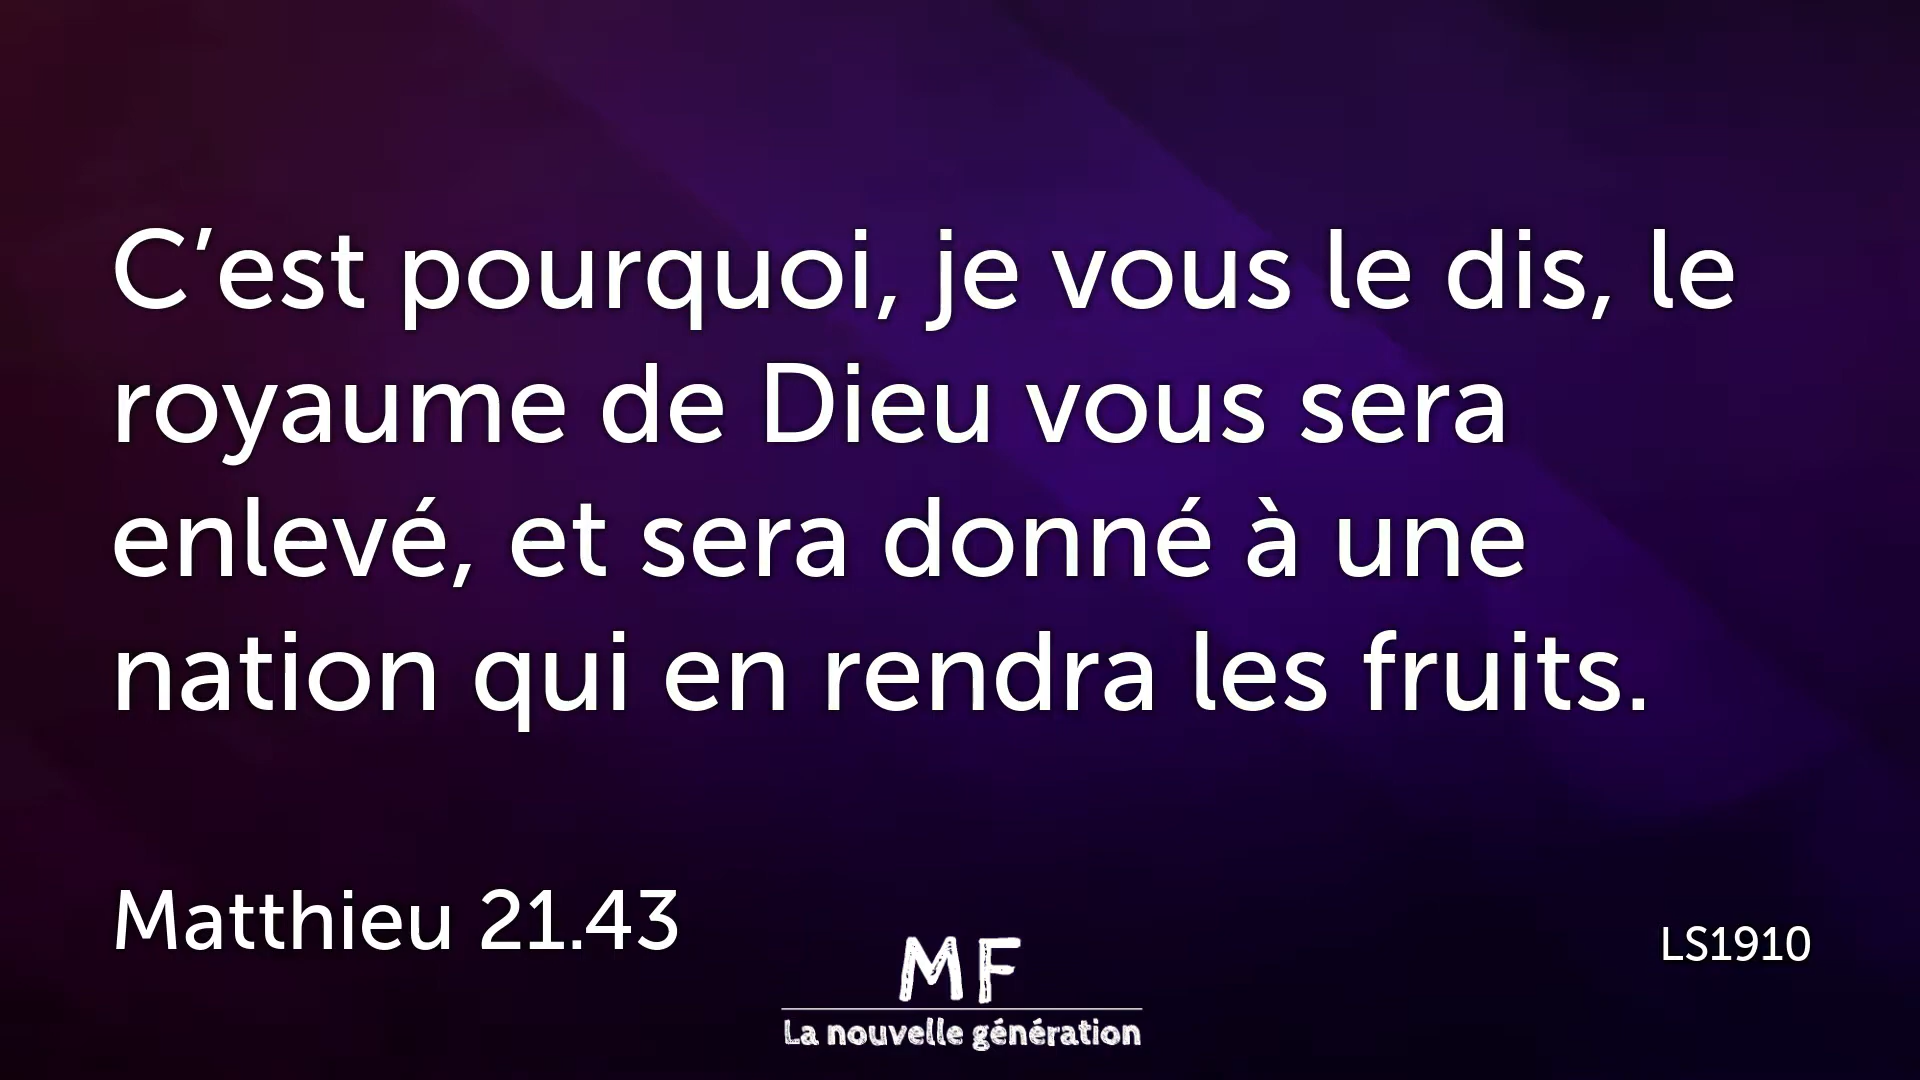 C’est pourquoi, je vous le dis, le
royaume de Dieu vous sera
enlevé, et sera donné à une
nation qui en rendra les fruits.
Matthieu 21.43
LS1910
MF
La nouvelle génération